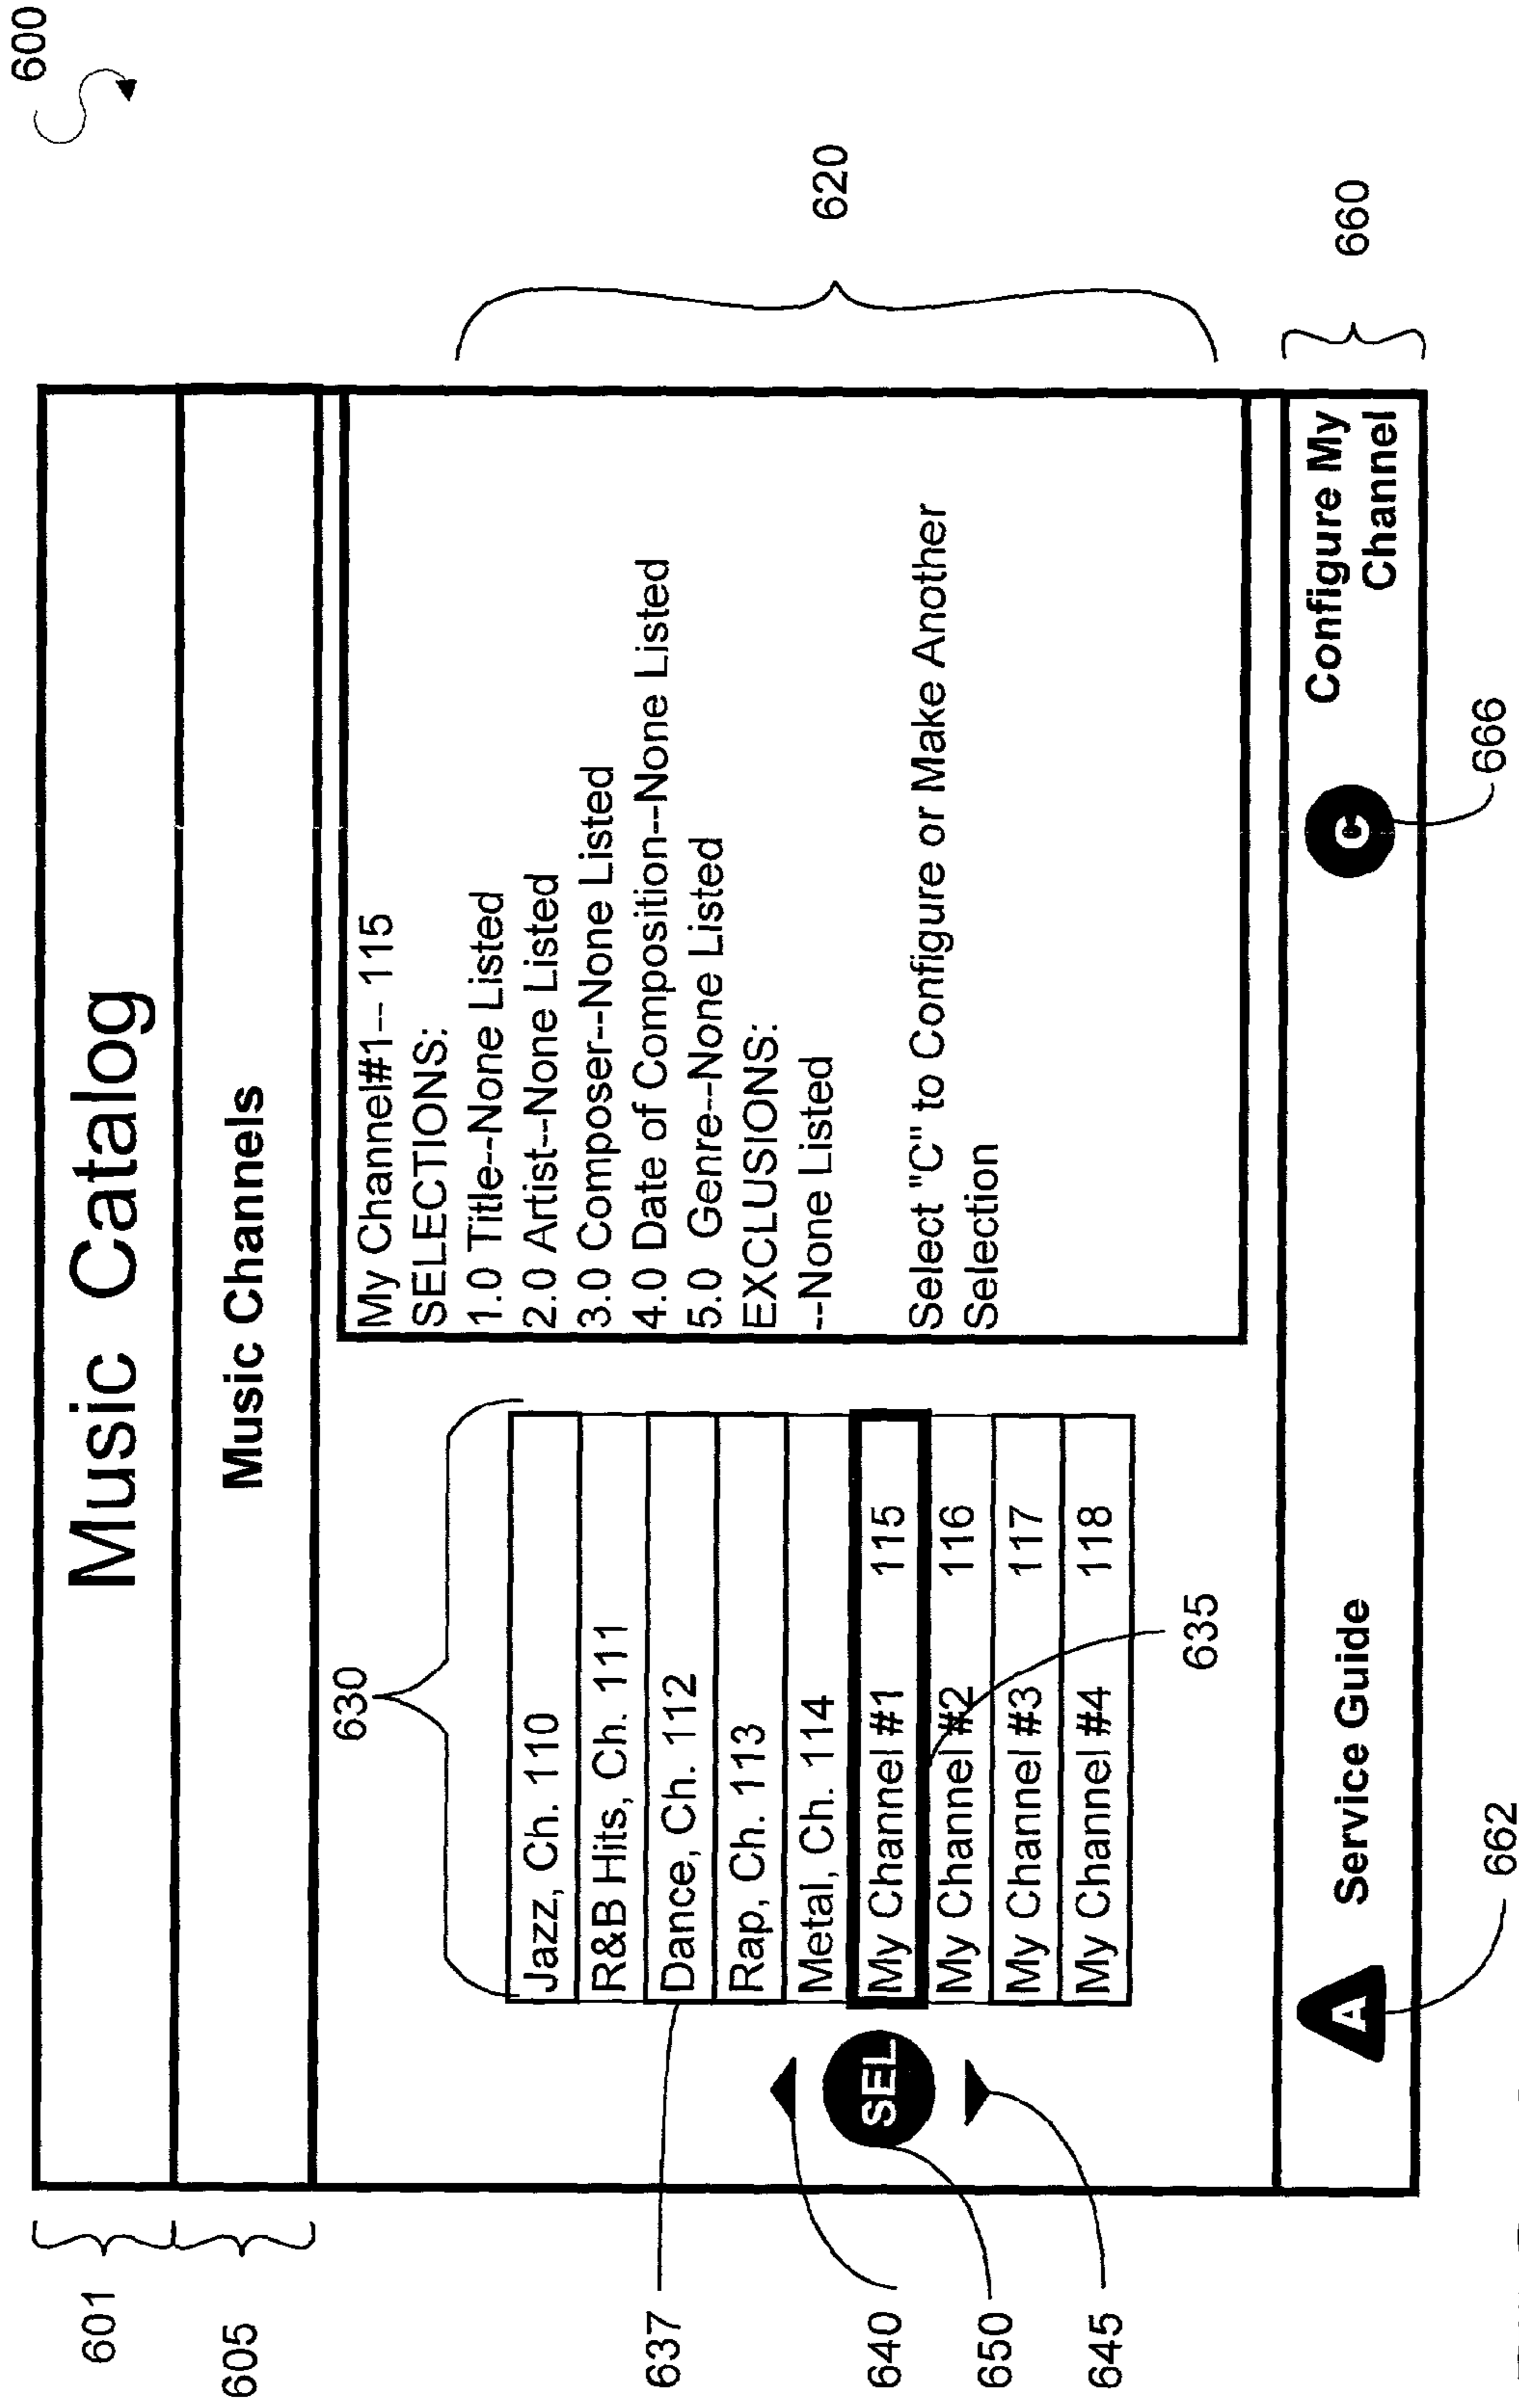 600
601
Music Catalog
605
Music Channels
630
Jazz, Ch. 110
R&B Hits, Ch. 111
637
Dance, Ch. 112
Rap, Ch. 113
Metal, Ch. 114
My Channel #1 115
My Channel #2 116
My Channel #3 117
My Channel #4 118
635
640
SEL
650
645
My Channel#1-- 115
SELECTIONS:
1.0 Title--None Listed
2.0 Artist--None Listed
3.0 Composer--None Listed
4.0 Date of Composition--None Listed
5.0 Genre--None Listed
EXCLUSIONS:
--None Listed
Select "C" to Configure or Make Another
Selection
620
A Service Guide
C Configure My
Channel
660
662
666